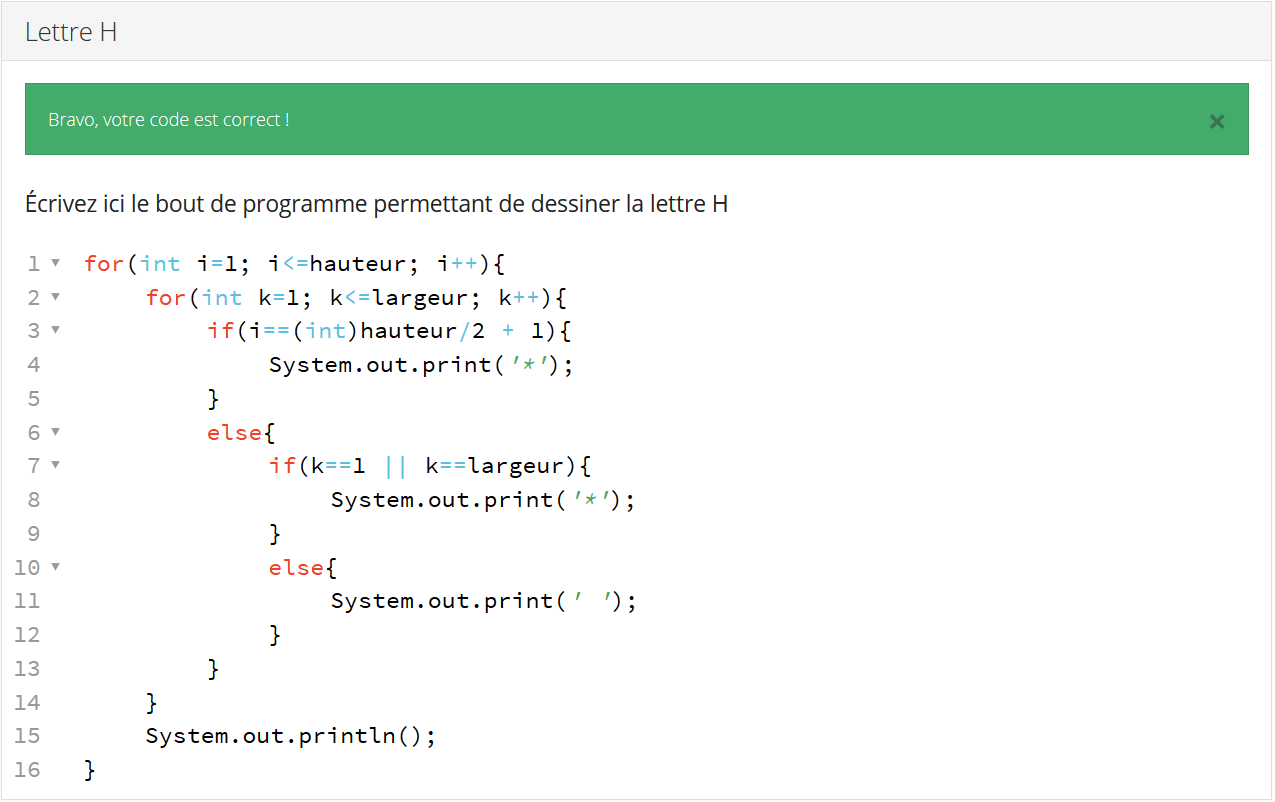 Lettre H
Bravo, votre code est correct !
×
Écrivez ici le bout de programme permettant de dessiner la lettre H
1 ▾ for(int i=1; i<=hauteur; i++){
2 ▾     for(int k=1; k<=largeur; k++){
3 ▾         if(i==(int)hauteur/2 + 1){
4             System.out.print('*');
5         }
6 ▾         else{
7 ▾             if(k==1 || k==largeur){
8                 System.out.print('*');
9             }
10 ▾             else{
11                 System.out.print(' ');
12             }
13         }
14     }
15     System.out.println();
16 }